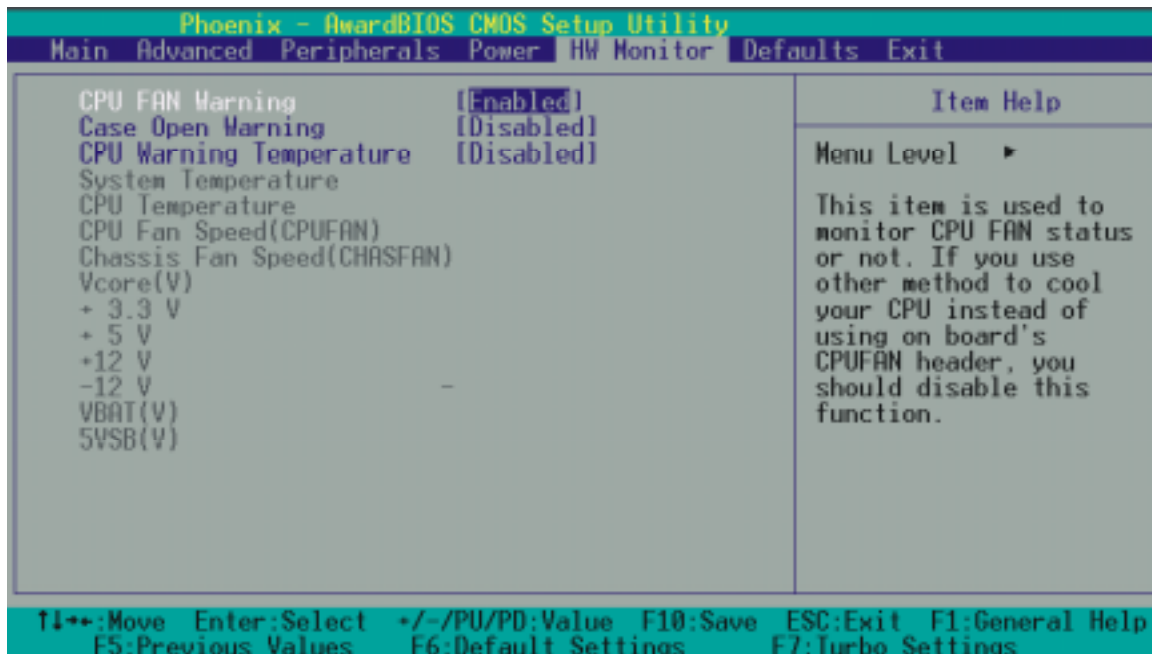 Phoenix - AwardBIOS CMOS Setup Utility
Main Advanced Peripherals Power HW Monitor Defaults Exit
CPU FAN Warning [Enabled]
Case Open Warning [Disabled]
CPU Warning Temperature [Disabled]
System Temperature
CPU Temperature
CPU Fan Speed(CPUFAN)
Chassis Fan Speed(CHASFAN)
Vcore(V)
+ 3.3 V
+ 5 V
+12 V
-12 V -
VBAT(V)
5VSB(V)
Item Help
Menu Level ►
This item is used to
monitor CPU FAN status
or not. If you use
other method to cool
your CPU instead of
using on board's
CPUFAN header, you
should disable this
function.
↑↓→←:Move Enter:Select +/-/PU/PD:Value F10:Save ESC:Exit F1:General Help
F5:Previous Values F6:Default Settings F7:Turbo Settings